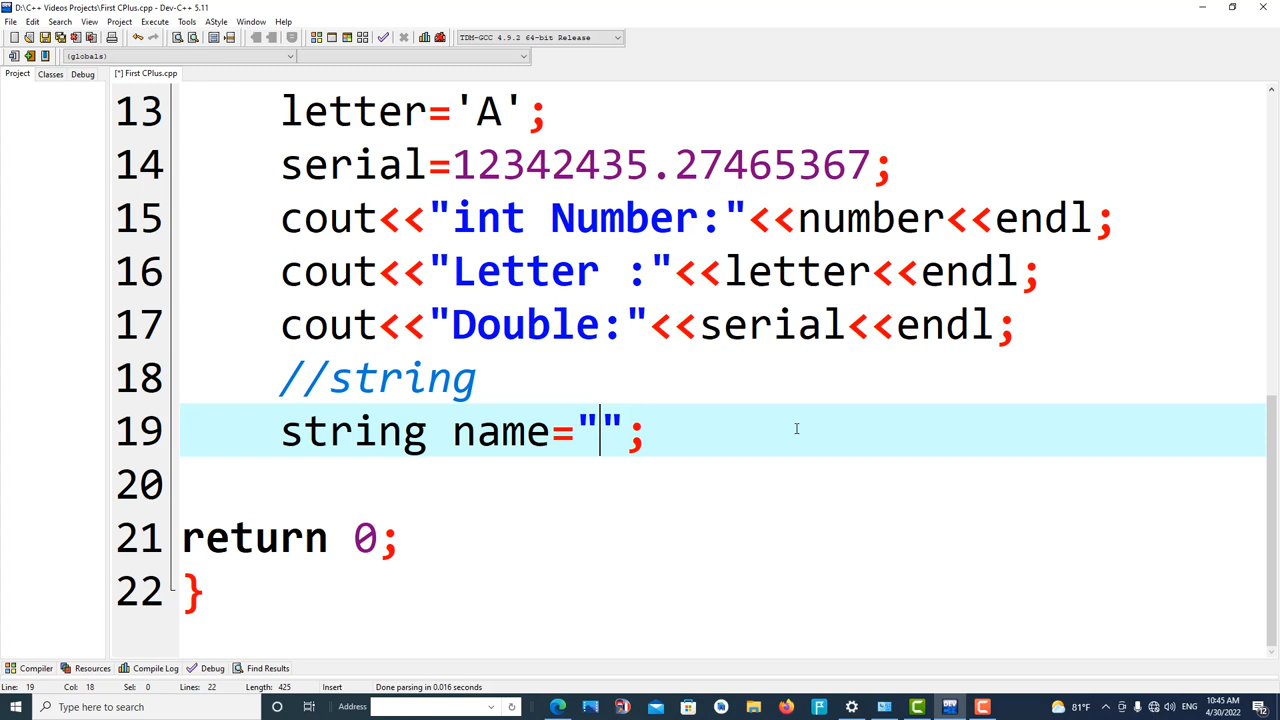 D:\C++ Videos Projects\First CPlus.cpp - Dev-C++ 5.11
File Edit Search View Project Execute Tools AStyle Window Help
TDM-GCC 4.9.2 64-bit Release
(globals)
Project Classes Debug [*] First CPlus.cpp
13 letter='A';
14 serial=12342435.27465367;
15 cout<<"int Number:"<<number<<endl;
16 cout<<"Letter :"<<letter<<endl;
17 cout<<"Double:"<<serial<<endl;
18 //string
19 string name="";
20
21 return 0;
22 }
Compiler Resources Compile Log Debug Find Results
Line: 19 Col: 18 Sel: 0 Lines: 22 Length: 425 Insert Done parsing in 0.016 seconds
Type here to search Address DEV 81°F ENG 10:45 AM
4/30/2022 12